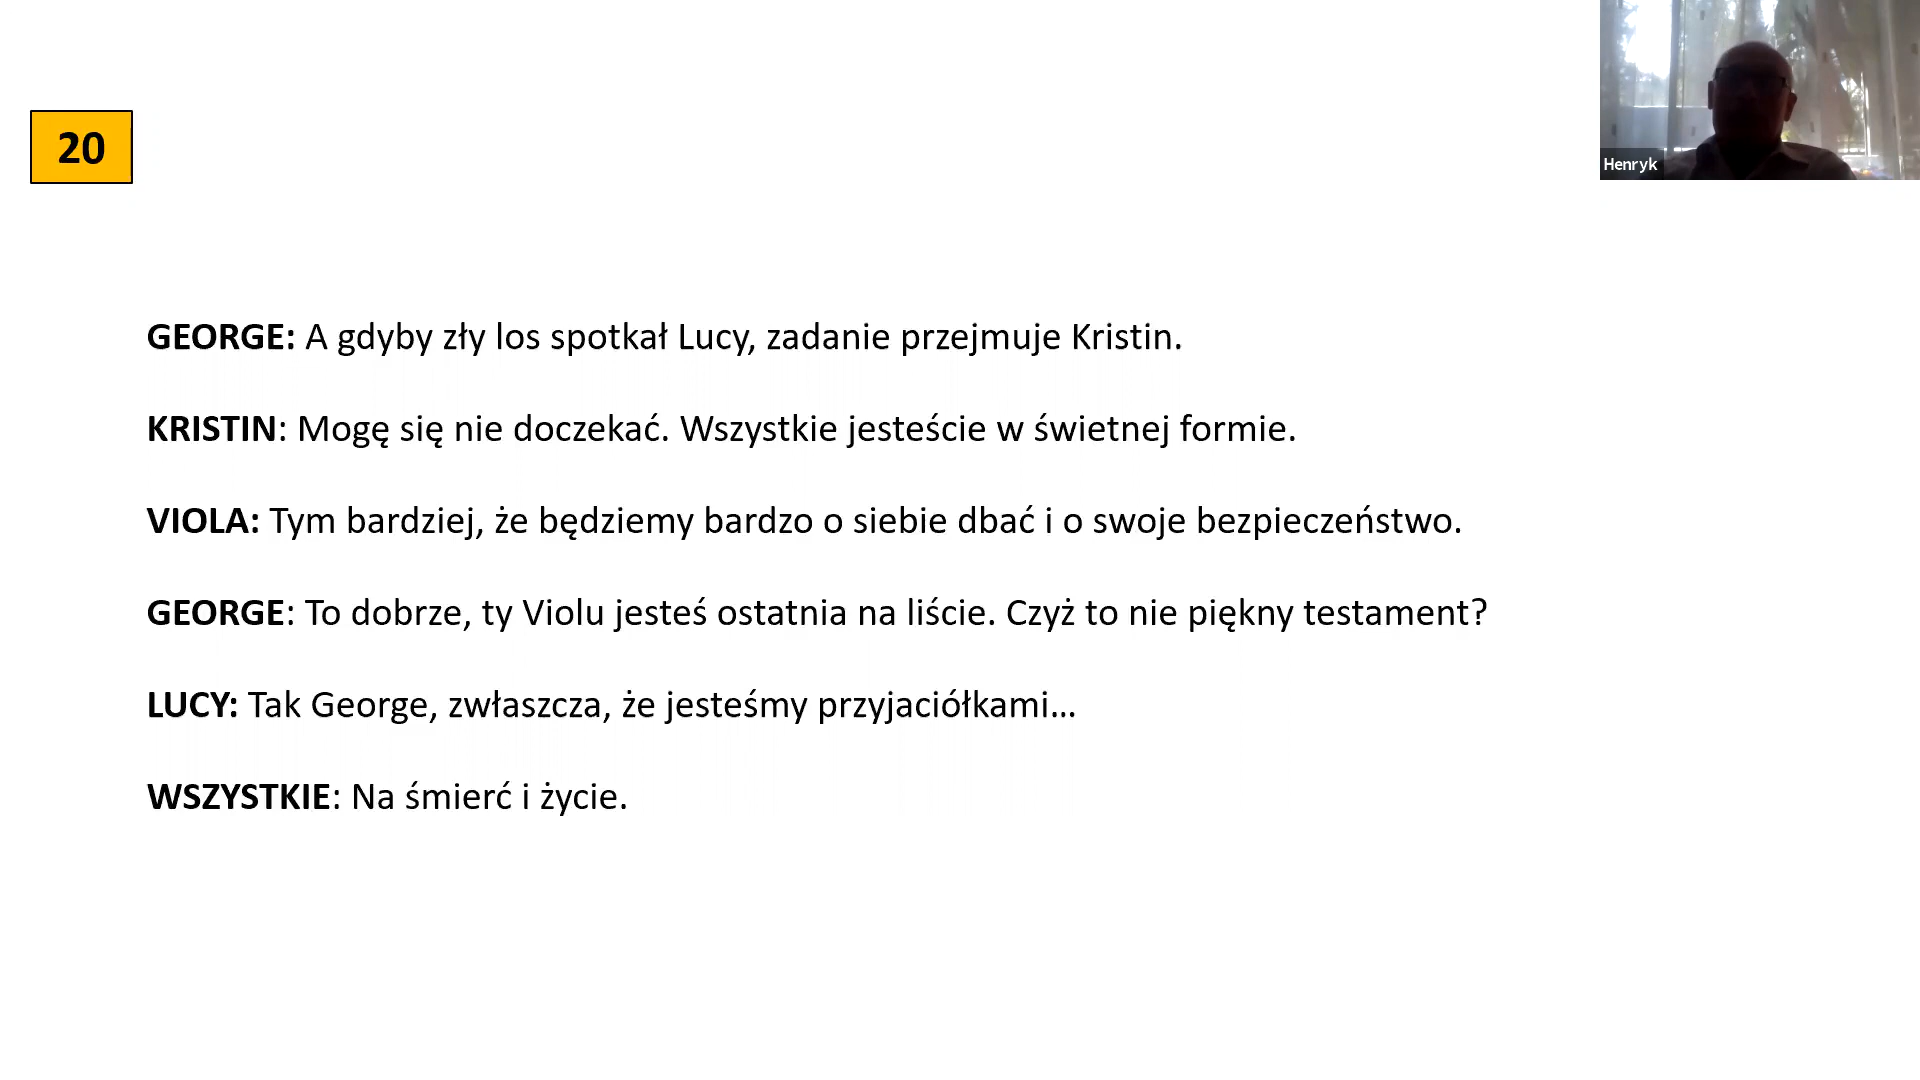 Henryk
20
GEORGE: A gdyby zły los spotkał Lucy, zadanie przejmuje Kristin.
KRISTIN: Mogę się nie doczekać. Wszystkie jesteście w świetnej formie.
VIOLA: Tym bardziej, że będziemy bardzo o siebie dbać i o swoje bezpieczeństwo.
GEORGE: To dobrze, ty Violu jesteś ostatnia na liście. Czyż to nie piękny testament?
LUCY: Tak George, zwłaszcza, że jesteśmy przyjaciółkami…
WSZYSTKIE: Na śmierć i życie.